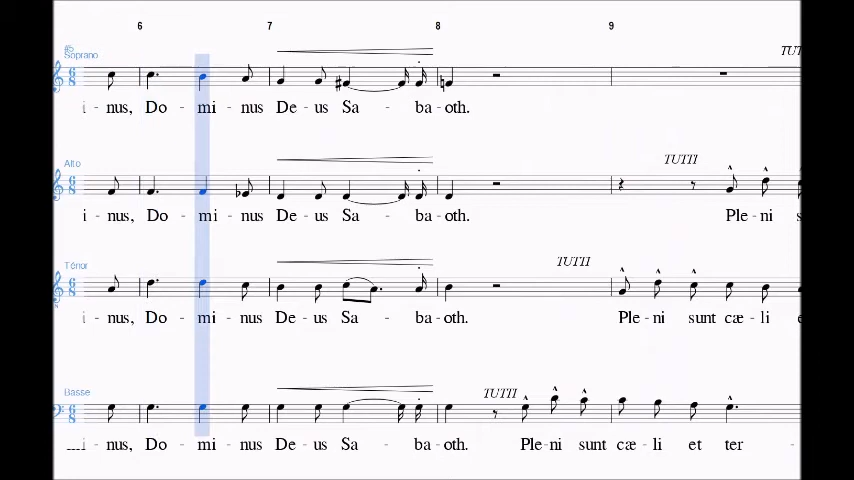 6 7 8 9
#5
Soprano
TUT
i - nus, Do - mi - nus De - us Sa - ba - oth.
Alto
TUTTI
i - nus, Do - mi - nus De - us Sa - ba - oth. Ple - ni s
Ténor
TUTTI
i - nus, Do - mi - nus De - us Sa - ba - oth. Ple - ni sunt cæ - li e
Basse
TUTTI
nus, Do - mi - nus De - us Sa - ba - oth. Ple - ni sunt cæ - li et ter -